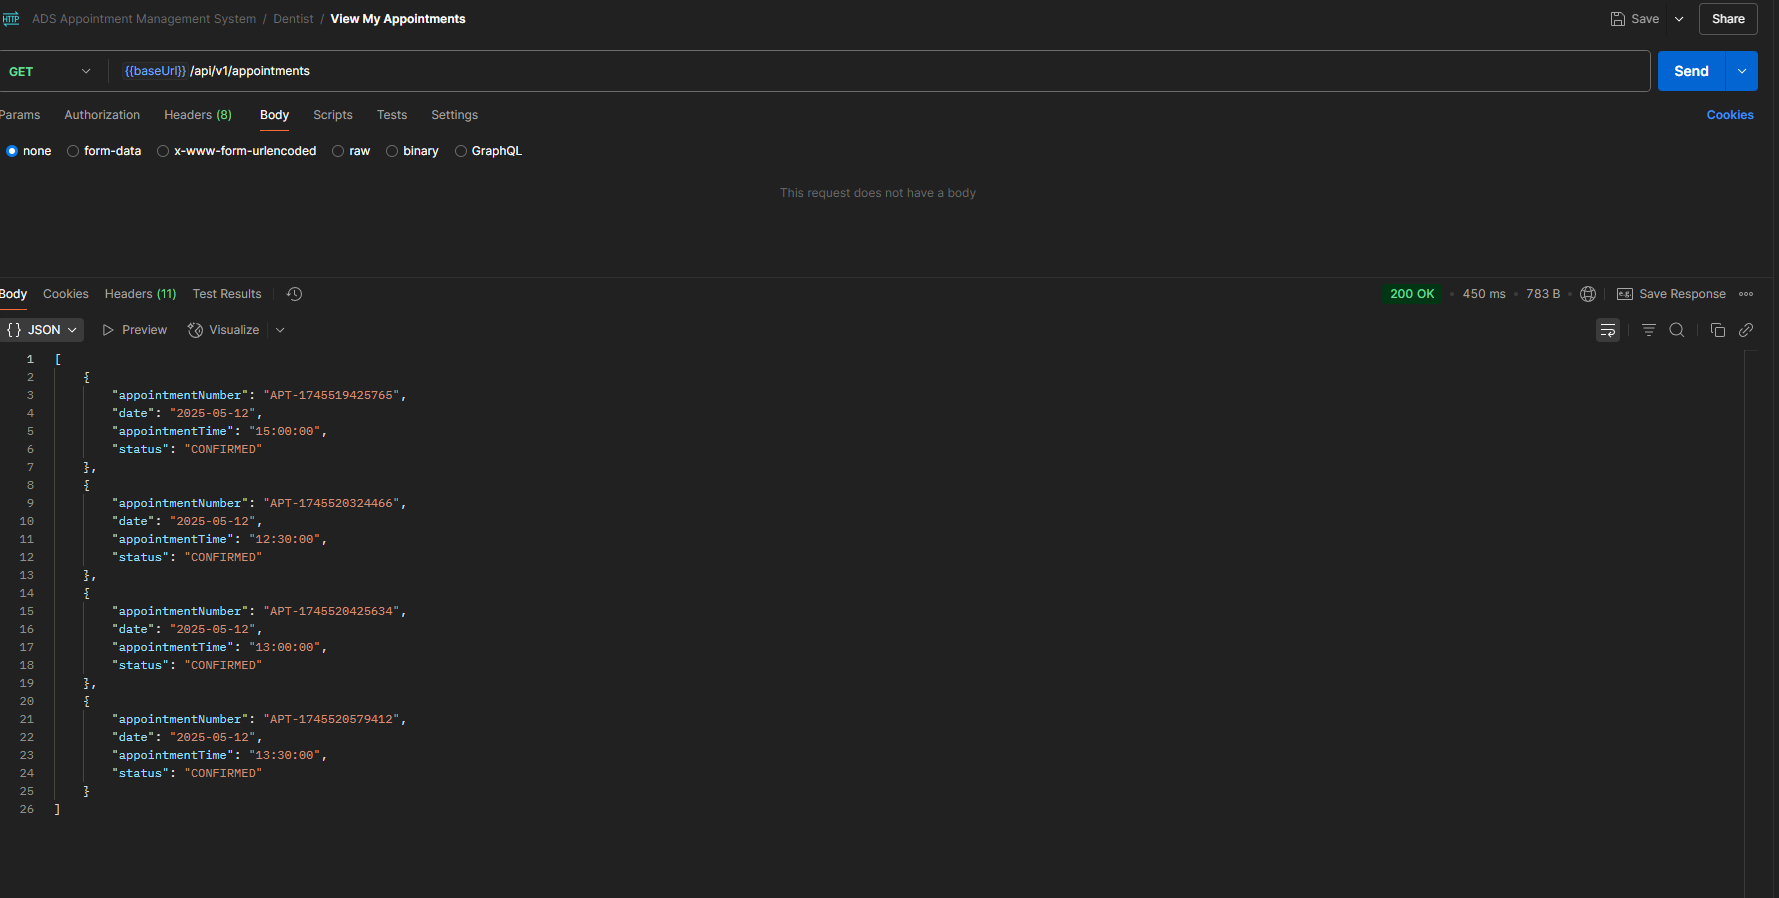 HTTP ADS Appointment Management System / Dentist / View My Appointments Save Share
GET {{baseUrl}} /api/v1/appointments Send
Params Authorization Headers (8) Body Scripts Tests Settings Cookies
none form-data x-www-form-urlencoded raw binary GraphQL
This request does not have a body
Body Cookies Headers (11) Test Results 200 OK • 450 ms • 783 B • e.g. Save Response
{ } JSON Preview Visualize
1 [
2 {
3 "appointmentNumber": "APT-1745519425765",
4 "date": "2025-05-12",
5 "appointmentTime": "15:00:00",
6 "status": "CONFIRMED"
7 },
8 {
9 "appointmentNumber": "APT-1745520324466",
10 "date": "2025-05-12",
11 "appointmentTime": "12:30:00",
12 "status": "CONFIRMED"
13 },
14 {
15 "appointmentNumber": "APT-1745520425634",
16 "date": "2025-05-12",
17 "appointmentTime": "13:00:00",
18 "status": "CONFIRMED"
19 },
20 {
21 "appointmentNumber": "APT-1745520579412",
22 "date": "2025-05-12",
23 "appointmentTime": "13:30:00",
24 "status": "CONFIRMED"
25 }
26 ]